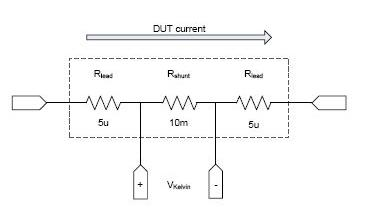 DUT current
Rlead Rshunt Rlead
5u 10m 5u
+ VKelvin -